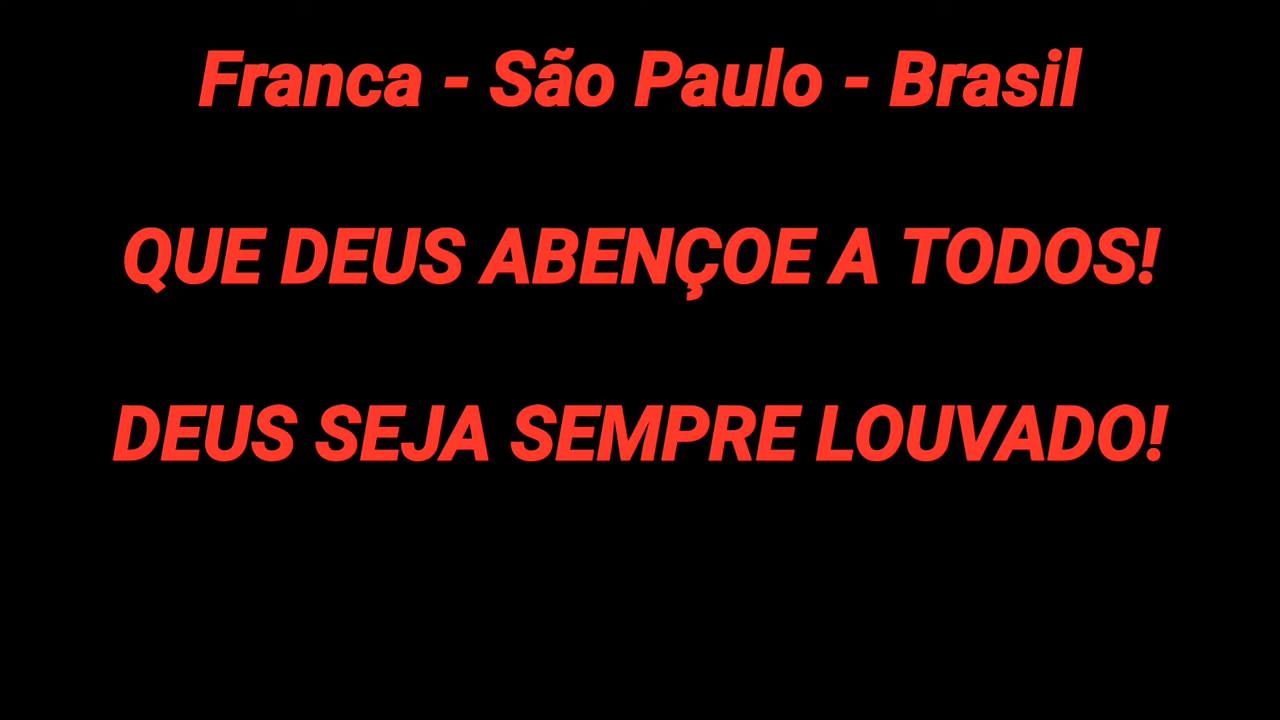 Franca - São Paulo - Brasil
QUE DEUS ABENÇOE A TODOS!
DEUS SEJA SEMPRE LOUVADO!